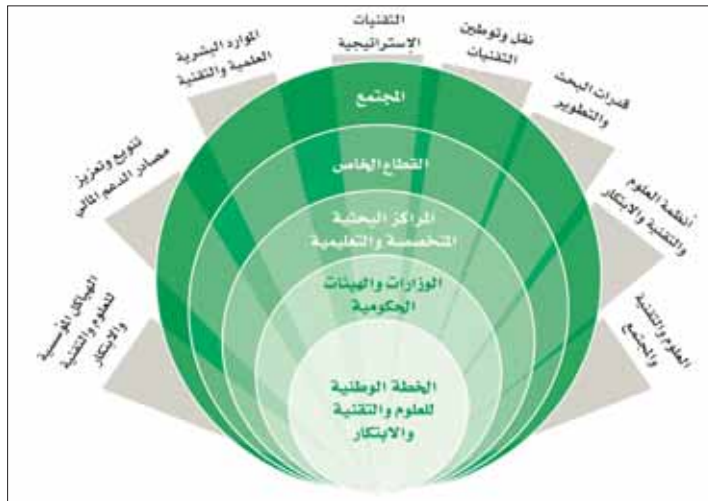 التقنيات
الإستراتيجية
نقل وتوطين
التقنيات
قدرات البحث
والتطوير
أنظمة العلوم
والتقنية والابتكار
العلوم والتقنية
والمجتمع
الموارد البشرية
العلمية والتقنية
تنويع وتعزيز
مصادر الدعم المالي
الهياكل المؤسسية
للعلوم والتقنية
والابتكار
المجتمع
القطاع الخاص
المراكز البحثية
المتخصصة والتعليمية
الوزارات والهيئات
الحكومية
الخطة الوطنية
للعلوم والتقنية
والابتكار